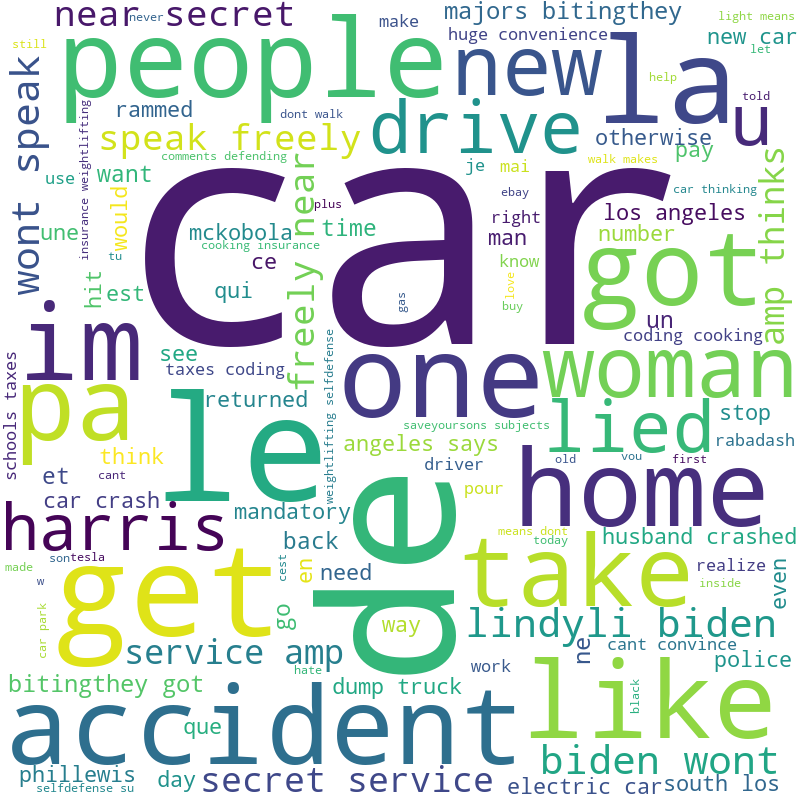 near secret
never
majors bitingthey
light means
make
huge convenience
new car
still
people
new
la
let
help
told
wont speak
rammed
dont walk
drive
u
speak freely
otherwise
comments defending
je
mai
walk makes
pay
use
want
insurance weightlifting
would
car
ebay
car thinking
plus
right
los angeles
une
mckobola
time
man
number
amp thinks
tu
cooking insurance
ce
freely near
know
got
hit
est
qui
gas
love
buy
un
im
coding cooking
see
taxes coding
one
woman
schools taxes
pa
le
returned
weightlifting selfdefense
saveyoursons subjects
lied
stop
think
angeles says
rabadash
et
cant
driver
old
vou
first
home
car crash
pour
harris
mandatory
de
means dont
husband crashed
back
today
son
tesla
made
get
cest
en
need
take
realize
even
inside
w
go
way
lindyli biden
car park
service amp
ne
cant convince
work
police
hate
bitingthey got
dump truck
like
black
accident
que
biden wont
phillewis
day
secret service
electric car
south los
selfdefense su